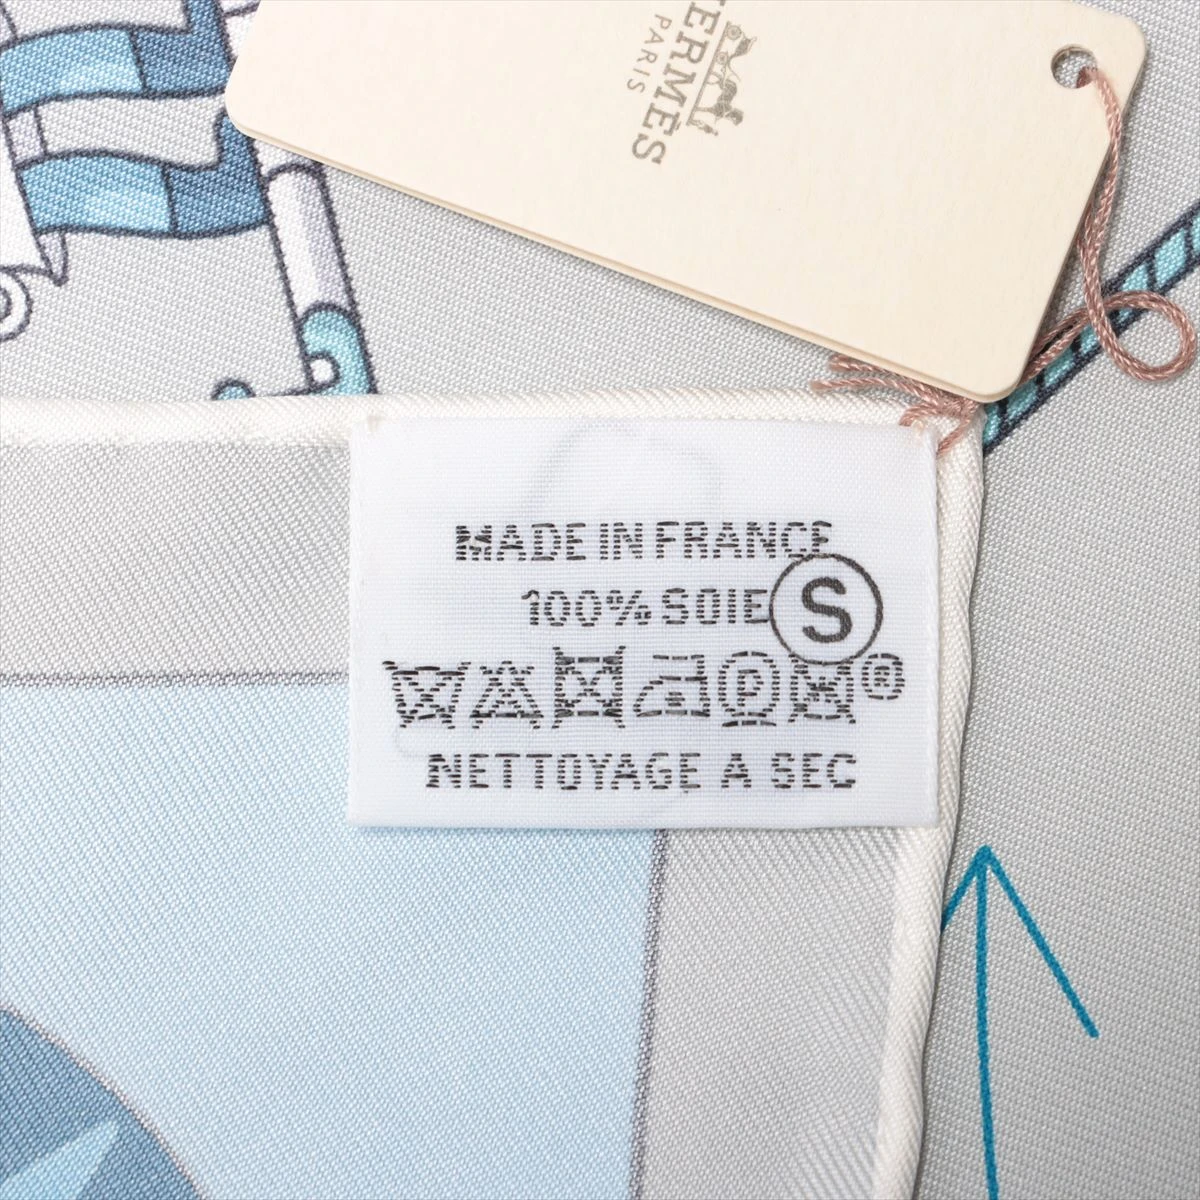 HERMÈS
PARIS
MADE IN FRANCE
100% SOIE Ⓢ
P ®
NETTOYAGE A SEC